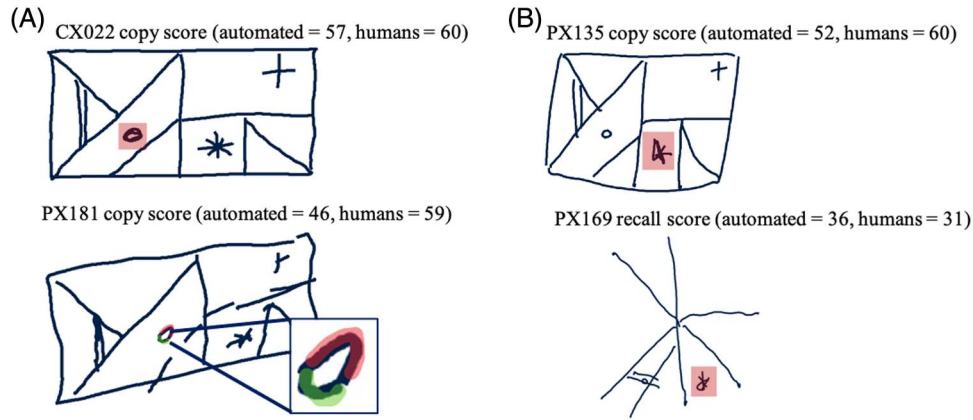 (A)
CX022 copy score (automated = 57, humans = 60)
PX181 copy score (automated = 46, humans = 59)
(B)
PX135 copy score (automated = 52, humans = 60)
PX169 recall score (automated = 36, humans = 31)